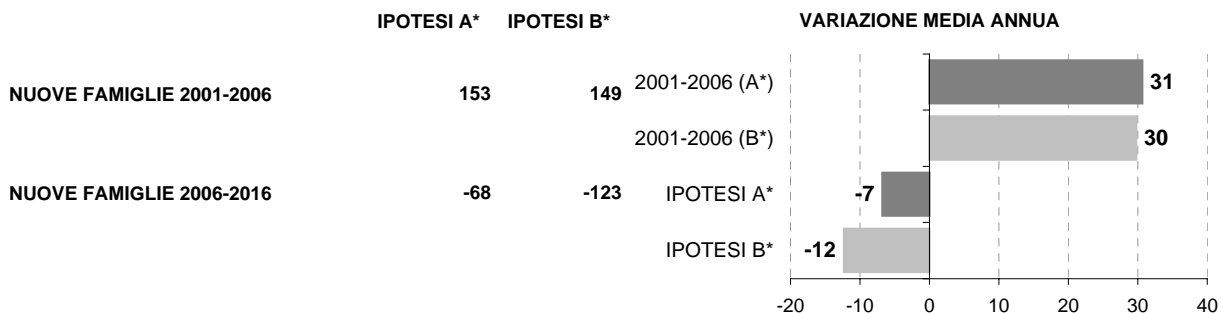 IPOTESI A* IPOTESI B* VARIAZIONE MEDIA ANNUA
NUOVE FAMIGLIE 2001-2006 153 149
NUOVE FAMIGLIE 2006-2016 -68 -123
2001-2006 (A*) 31
2001-2006 (B*) 30
IPOTESI A* -7
IPOTESI B* -12
-20 -10 0 10 20 30 40